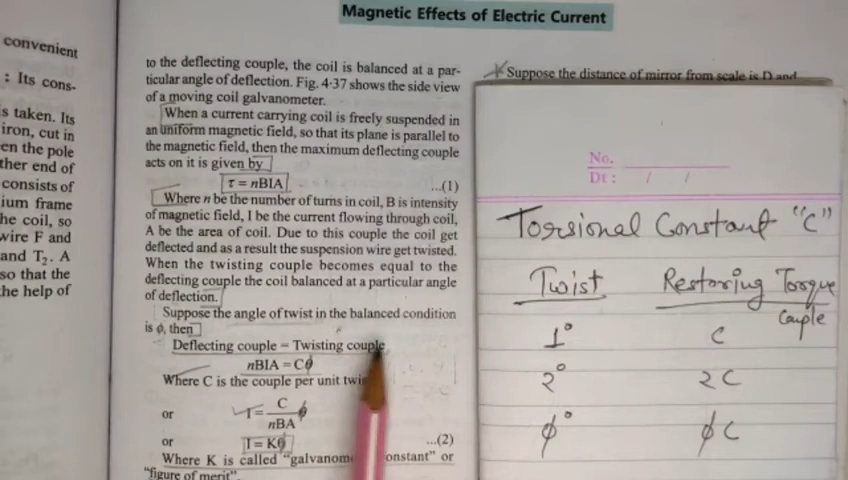 Magnetic Effects of Electric Current
convenient
: Its cons-
s taken. Its
iron, cut in
en the pole
ther end of
consists of
ium frame
he coil, so
wire F and
and T₂. A
so that the
he help of
to the deflecting couple, the coil is balanced at a par-
ticular angle of deflection. Fig. 4·37 shows the side view
of a moving coil galvanometer.
When a current carrying coil is freely suspended in
an uniform magnetic field, so that its plane is parallel to
the magnetic field, then the maximum deflecting couple
acts on it is given by
τ = nBIA ...(1)
Where n be the number of turns in coil, B is intensity
of magnetic field, I be the current flowing through coil,
A be the area of coil. Due to this couple the coil get
deflected and as a result the suspension wire get twisted.
When the twisting couple becomes equal to the
deflecting couple the coil balanced at a particular angle
of deflection.
Suppose the angle of twist in the balanced condition
is ϕ, then
Deflecting couple = Twisting couple
nBIA = Cϕ
Where C is the couple per unit twi
or I = C/nBA ϕ
or I = Kϕ ...(2)
Where K is called "galvanom onstant" or
"figure of merit"
Suppose the distance of mirror from scale is D and
No.
Dt : / /
Torsional Constant "C"
Twist Restoring Torque
Couple
1° C
2° 2C
ϕ° ϕC